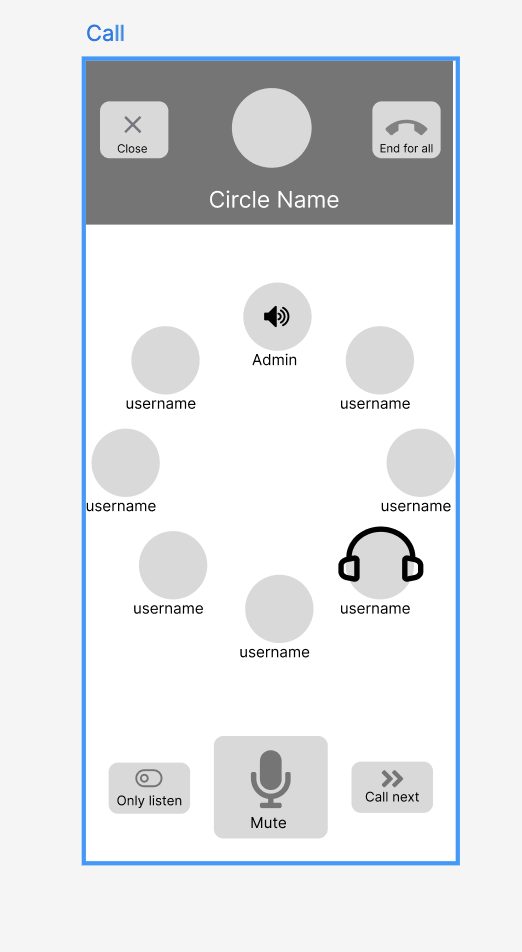 Call
Close
End for all
Circle Name
Admin
username
username
username
username
username
username
username
Only listen
Mute
Call next